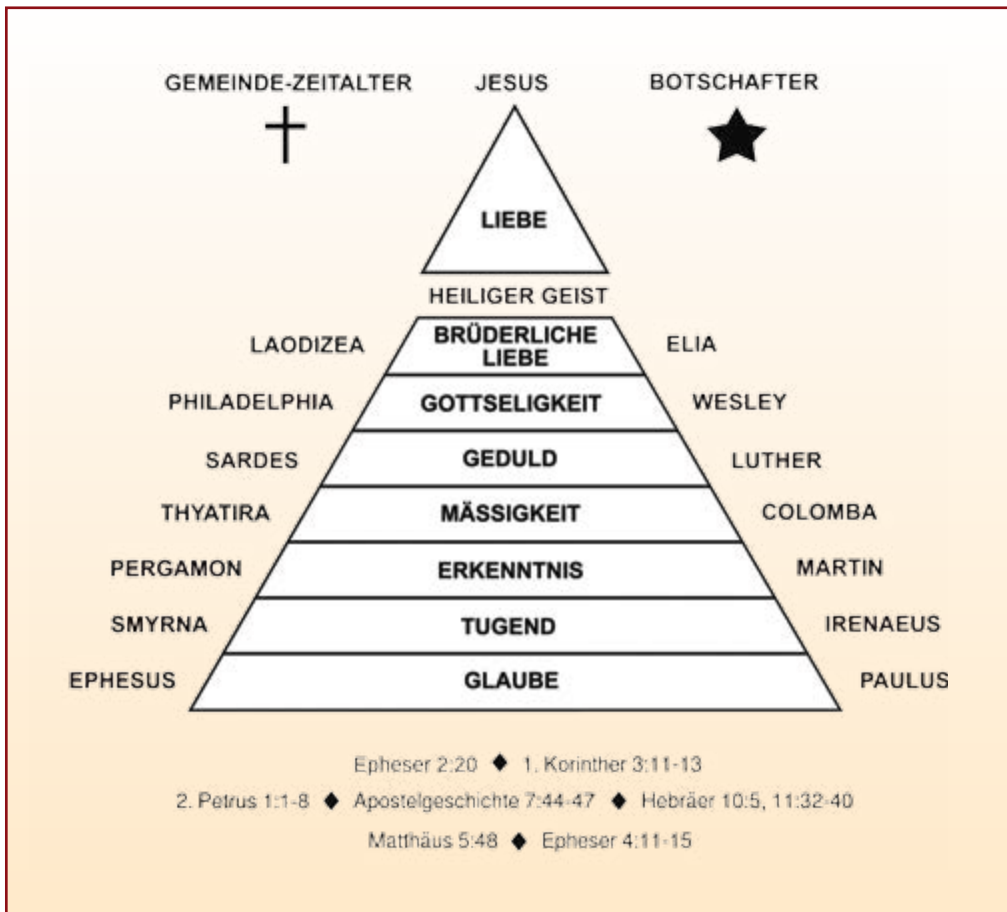 GEMEINDE-ZEITALTER JESUS BOTSCHAFTER
LIEBE
HEILIGER GEIST
LAODIZEA BRÜDERLICHE LIEBE ELIA
PHILADELPHIA GOTTSELIGKEIT WESLEY
SARDES GEDULD LUTHER
THYATIRA MÄSSIGKEIT COLOMBA
PERGAMON ERKENNTNIS MARTIN
SMYRNA TUGEND IRENAEUS
EPHESUS GLAUBE PAULUS
Epheser 2:20 ♦ 1. Korinther 3:11-13
2. Petrus 1:1-8 ♦ Apostelgeschichte 7:44-47 ♦ Hebräer 10:5, 11:32-40
Matthäus 5:48 ♦ Epheser 4:11-15